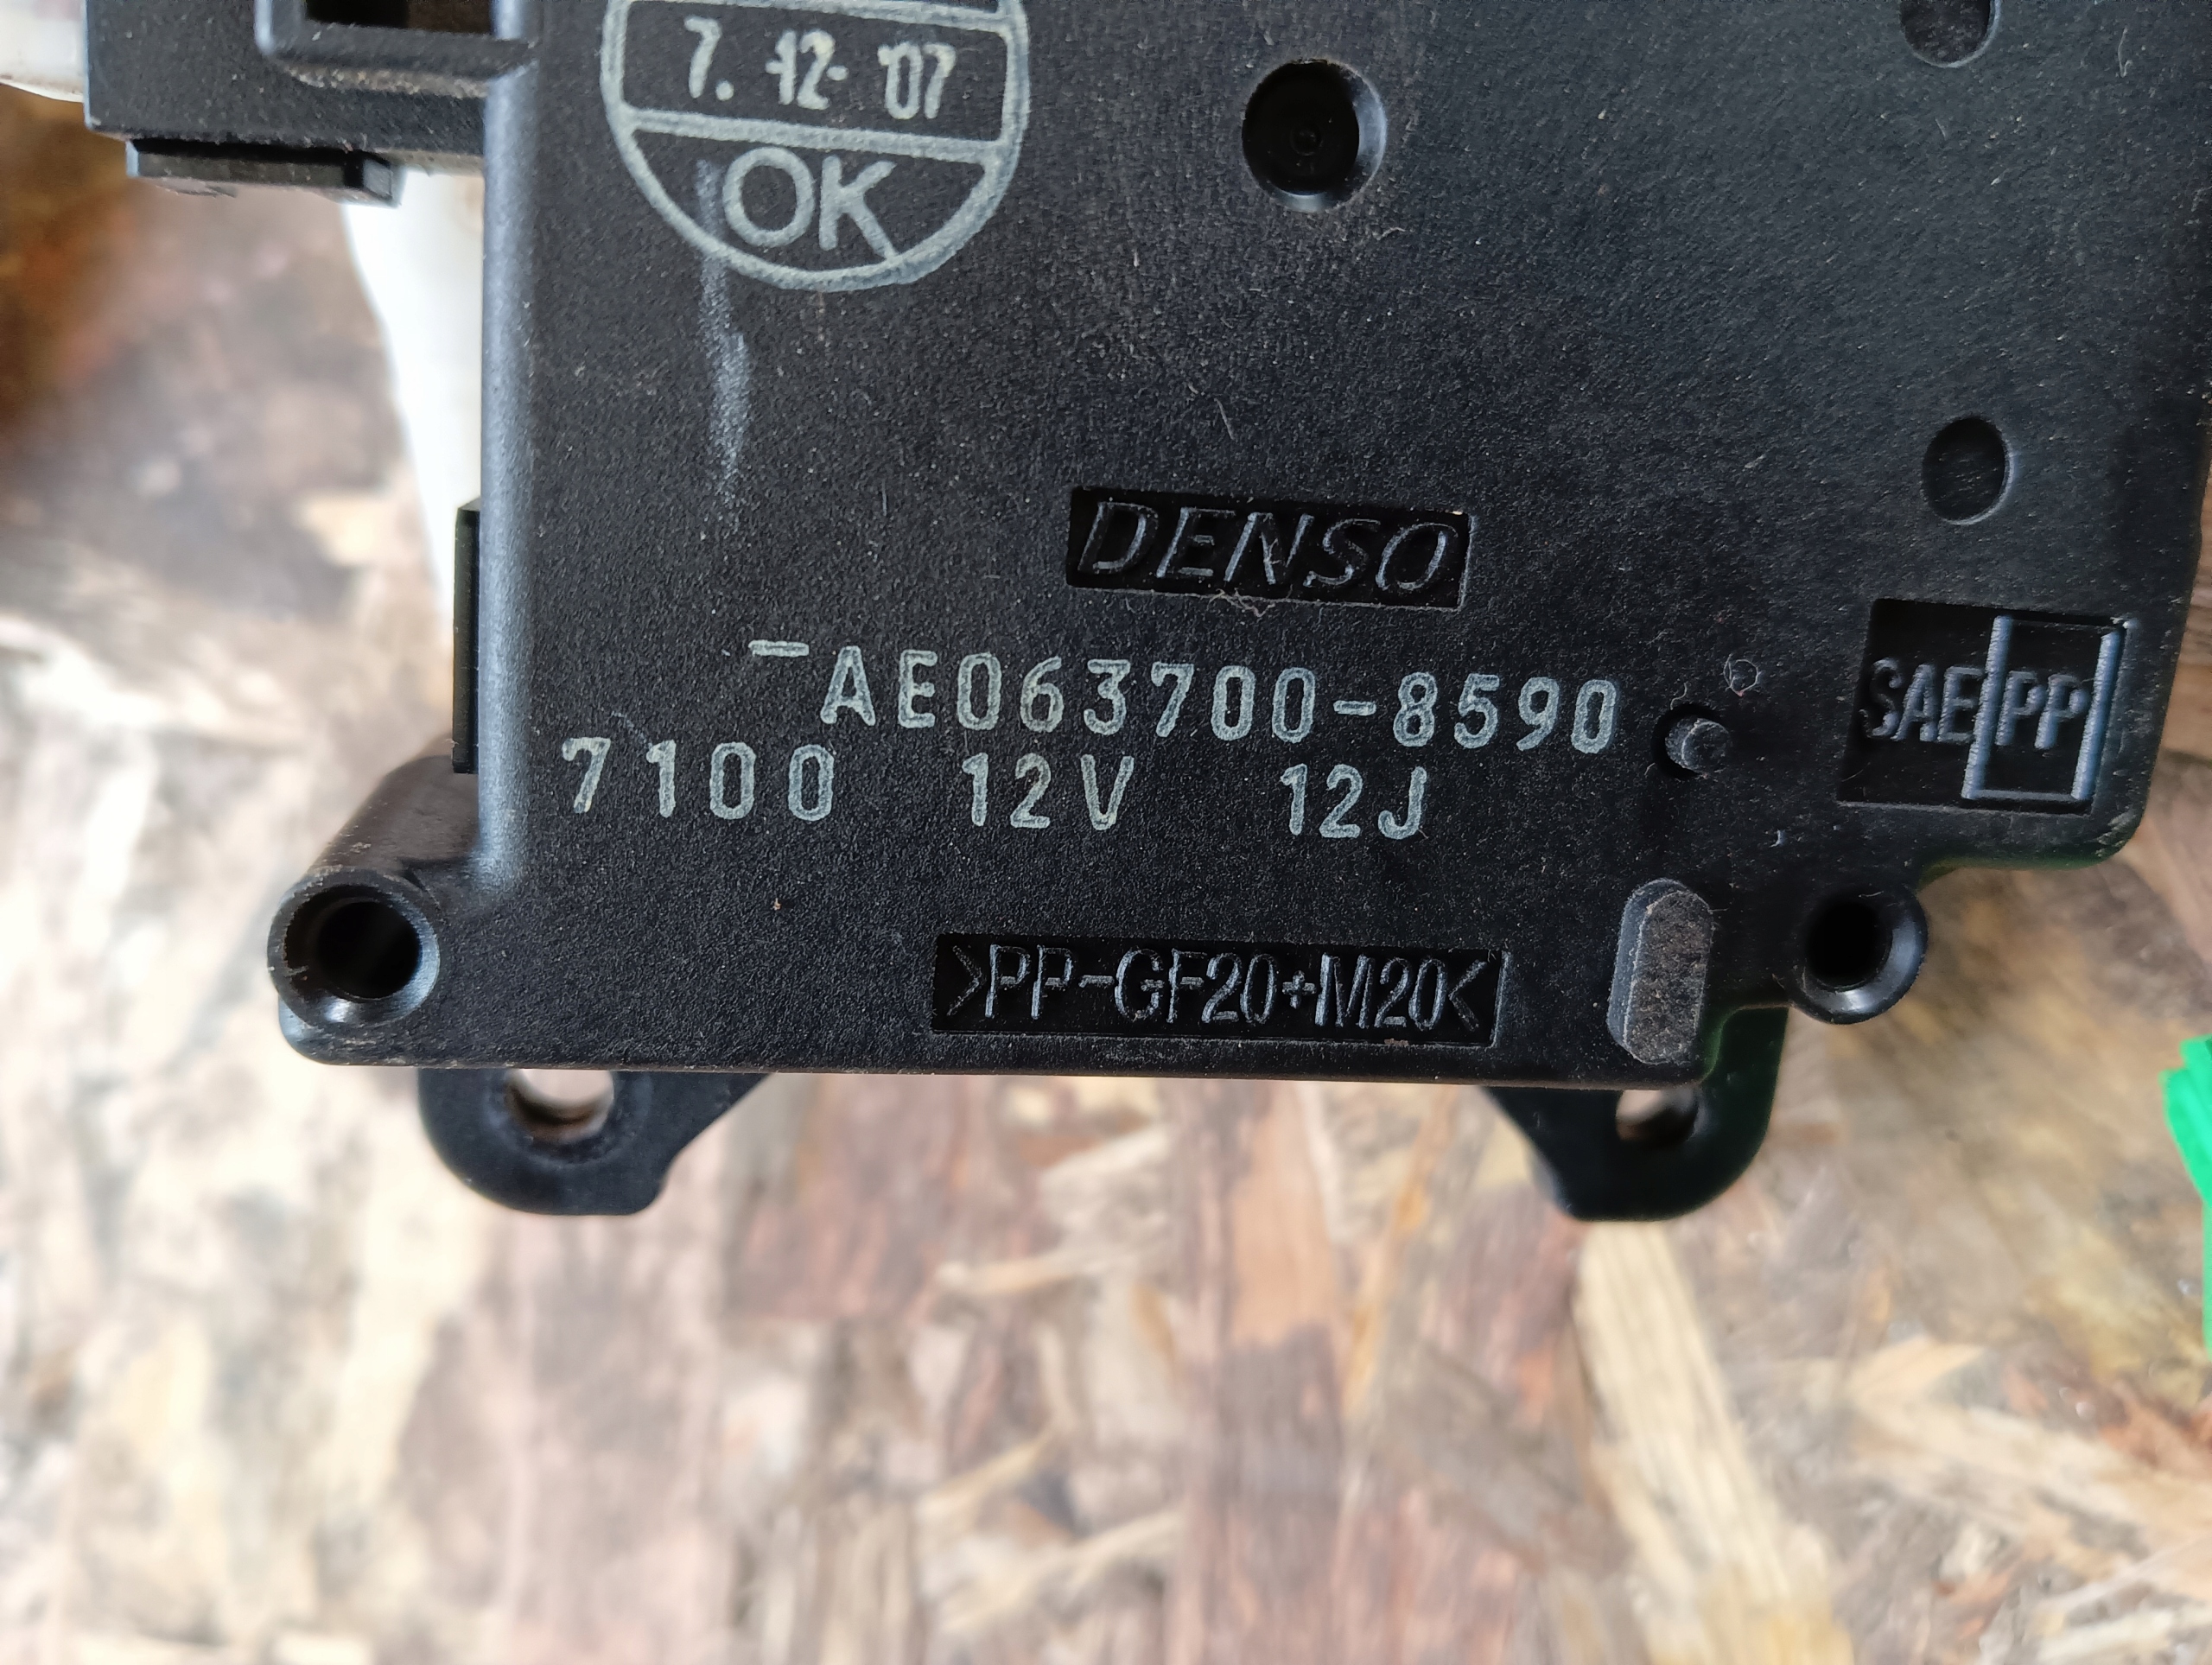 7. -12- '07
OK
DENSO
AE063700-8590
SAE PP
7100 12V 12J
>PP-GF20+M20<